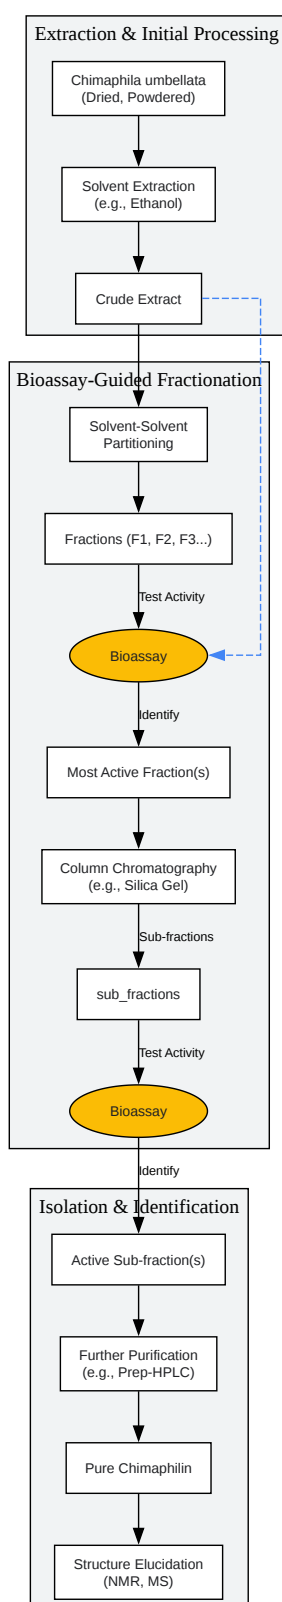 Extraction & Initial Processing
Chimaphila umbellata
(Dried, Powdered)
Solvent Extraction
(e.g., Ethanol)
Crude Extract
Bioassay-Guided Fractionation
Solvent-Solvent
Partitioning
Fractions (F1, F2, F3...)
Test Activity
Bioassay
Identify
Most Active Fraction(s)
Column Chromatography
(e.g., Silica Gel)
Sub-fractions
sub_fractions
Test Activity
Bioassay
Identify
Isolation & Identification
Active Sub-fraction(s)
Further Purification
(e.g., Prep-HPLC)
Pure Chimaphilin
Structure Elucidation
(NMR, MS)